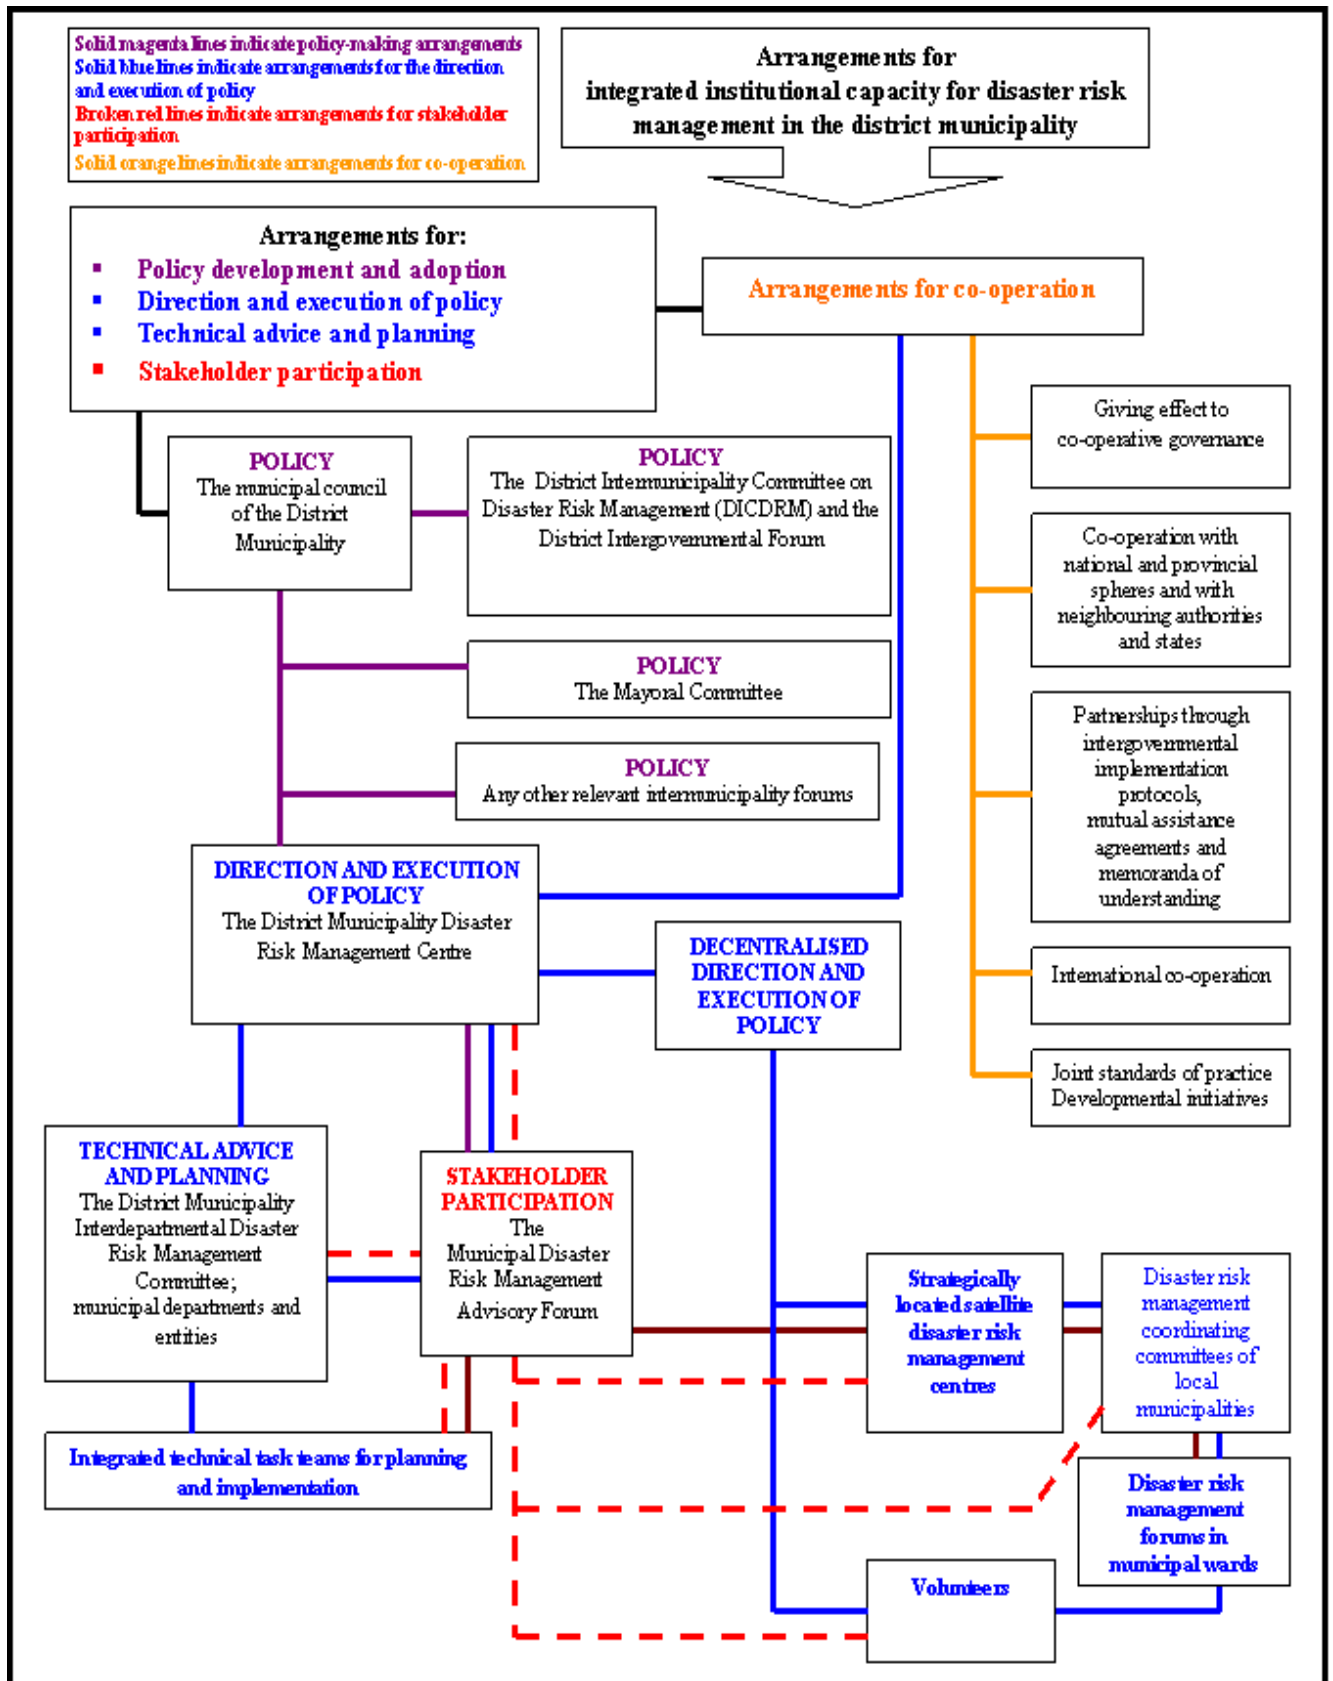 Solid magenta lines indicate policy-making arrangements
Solid blue lines indicate arrangements for the direction
and execution of policy
Broken red lines indicate arrangements for stakeholder
participation
Solid orange lines indicate arrangements for co-operation
Arrangements for
integrated institutional capacity for disaster risk
management in the district municipality
Arrangements for:
▪ Policy development and adoption
▪ Direction and execution of policy
▪ Technical advice and planning
▪ Stakeholder participation
Arrangements for co-operation
POLICY
The municipal council
of the District
Municipality
POLICY
The District Intermunicipality Committee on
Disaster Risk Management (DICDRM) and the
District Intergovernmental Forum
POLICY
The Mayoral Committee
POLICY
Any other relevant intermunicipality forums
Giving effect to
co-operative governance
Co-operation with
national and provincial
spheres and with
neighbouring authorities
and states
Partnerships through
intergovernmental
implementation
protocols,
mutual assistance
agreements and
memoranda of
understanding
International co-operation
Joint standards of practice
Developmental initiatives
DIRECTION AND EXECUTION
OF POLICY
The District Municipality Disaster
Risk Management Centre
DECENTRALISED
DIRECTION AND
EXECUTION OF
POLICY
TECHNICAL ADVICE
AND PLANNING
The District Municipality
Interdepartmental Disaster
Risk Management
Committee;
municipal departments and
entities
STAKEHOLDER
PARTICIPATION
The
Municipal Disaster
Risk Management
Advisory Forum
Strategically
located satellite
disaster risk
management
centres
Disaster risk
management
coordinating
committees of
local
municipalities
Integrated technical task teams for planning
and implementation
Disaster risk
management
forums in
municipal wards
Volunteers